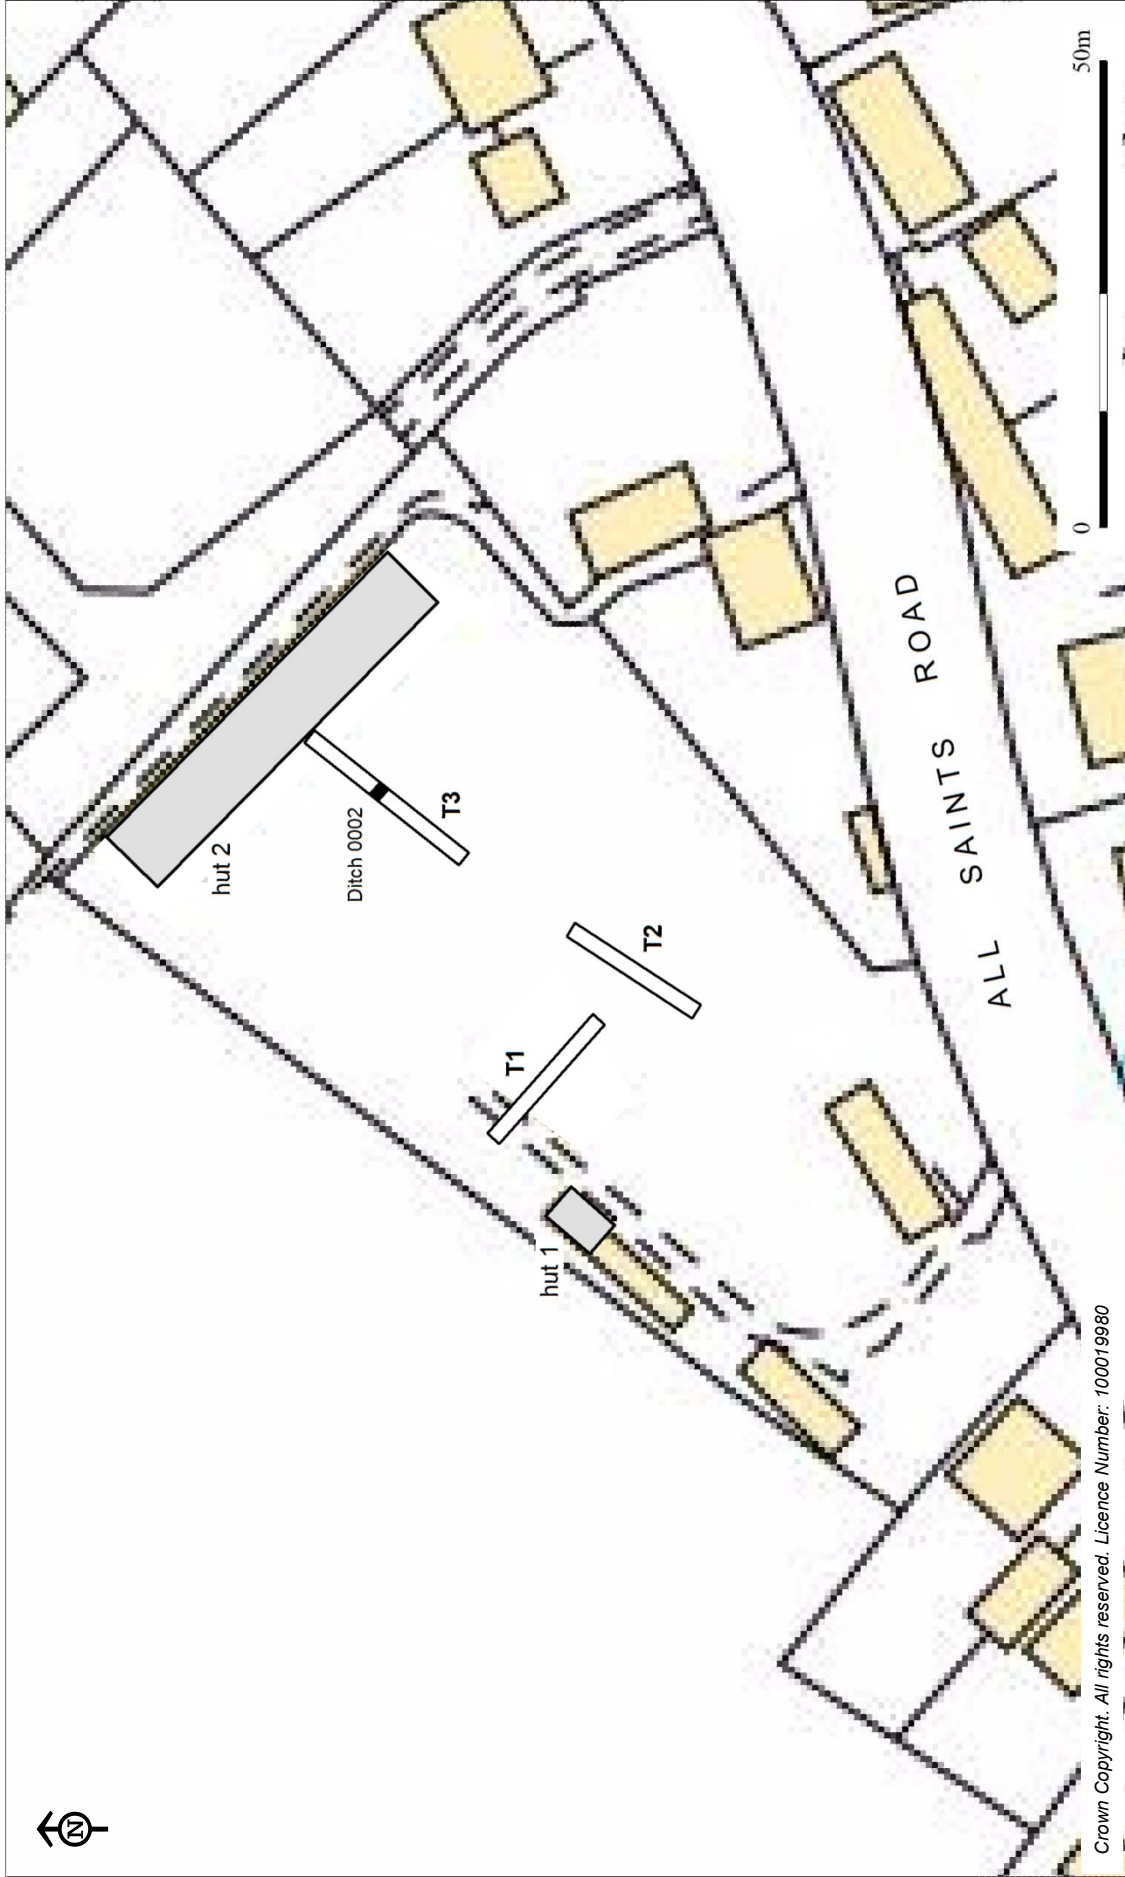 N
hut 2
Ditch 0002
T3
T2
T1
hut 1
ALL SAINTS ROAD
0 50m
Crown Copyright. All rights reserved. Licence Number: 100019980